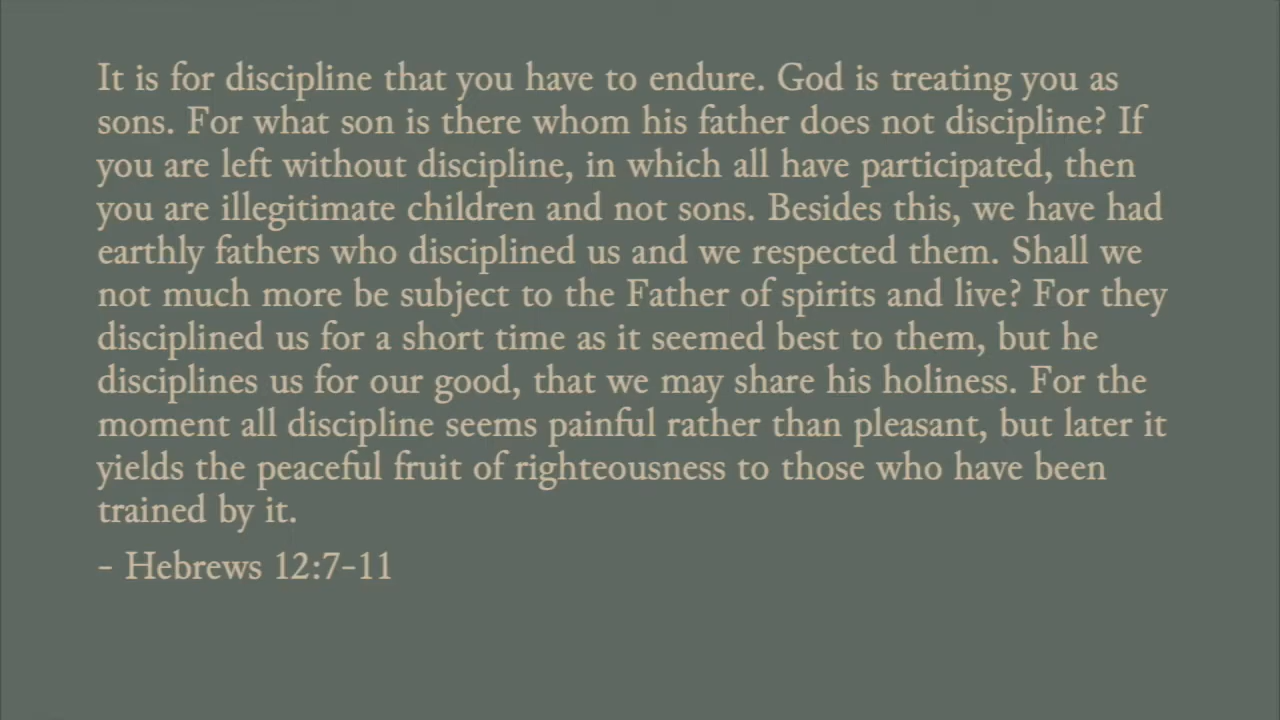 It is for discipline that you have to endure. God is treating you as
sons. For what son is there whom his father does not discipline? If
you are left without discipline, in which all have participated, then
you are illegitimate children and not sons. Besides this, we have had
earthly fathers who disciplined us and we respected them. Shall we
not much more be subject to the Father of spirits and live? For they
disciplined us for a short time as it seemed best to them, but he
disciplines us for our good, that we may share his holiness. For the
moment all discipline seems painful rather than pleasant, but later it
yields the peaceful fruit of righteousness to those who have been
trained by it.
- Hebrews 12:7-11